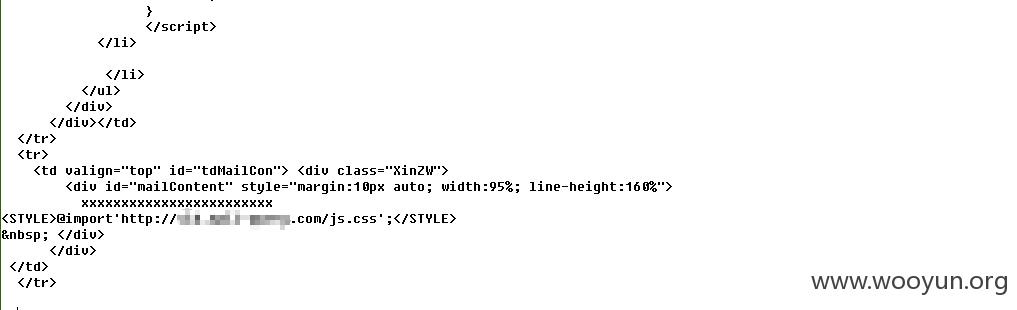 }
</script>
</li>
</li>
</ul>
</div>
</div></td>
</tr>
<tr>
<td valign="top" id="tdMailCon"> <div class="XinZW">
<div id="mailContent" style="margin:10px auto; width:95%; line-height:160%">
xxxxxxxxxxxxxxxxxxxxxxxx
<STYLE>@import'http:// .com/js.css';</STYLE>
&nbsp; </div>
</div>
</td>
</tr>
www.wooyun.org